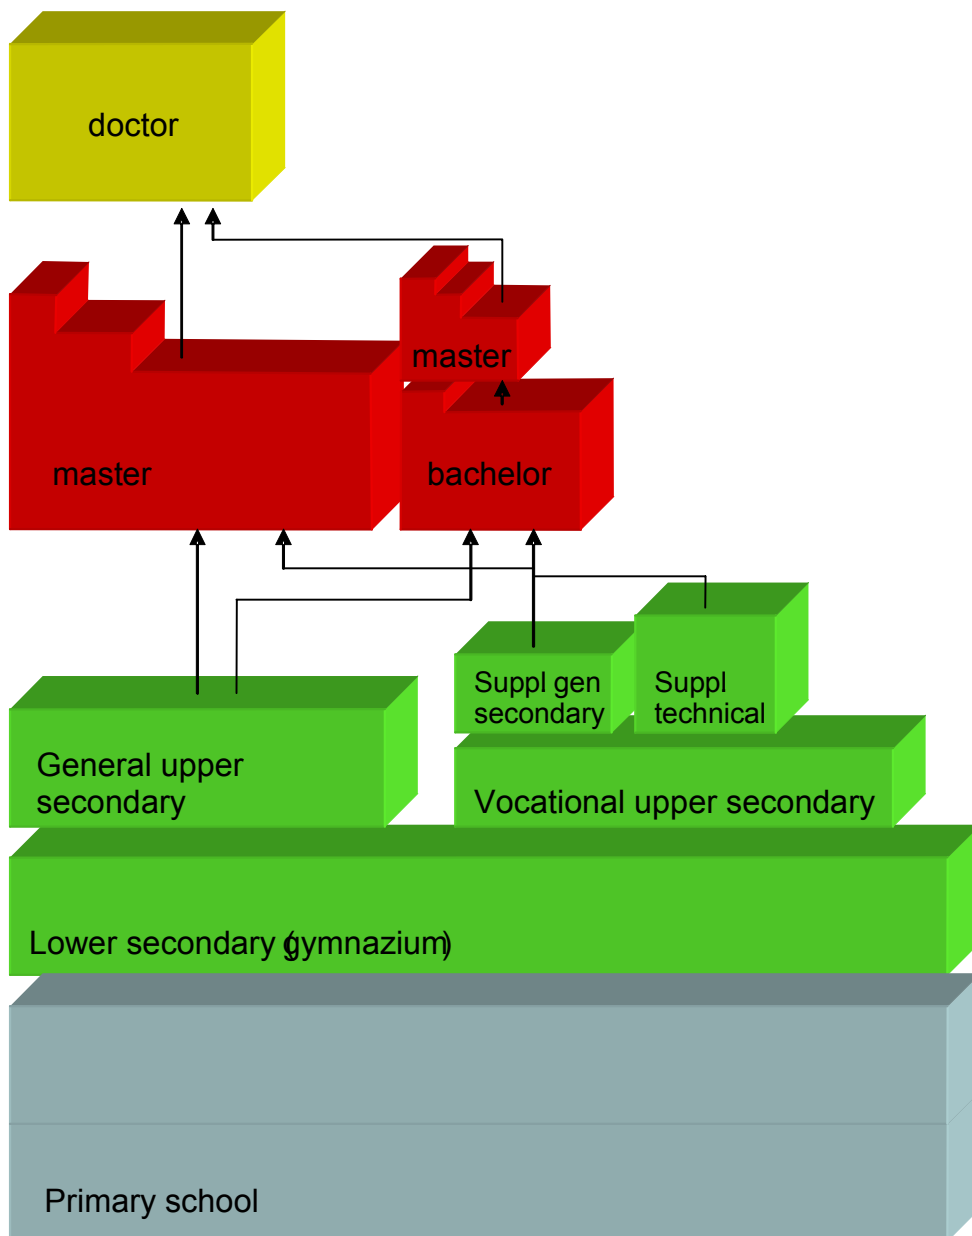 doctor
master
master
bachelor
Suppl gen
secondary
Suppl
technical
General upper
secondary
Vocational upper secondary
Lower secondary (gymnazium)
Primary school